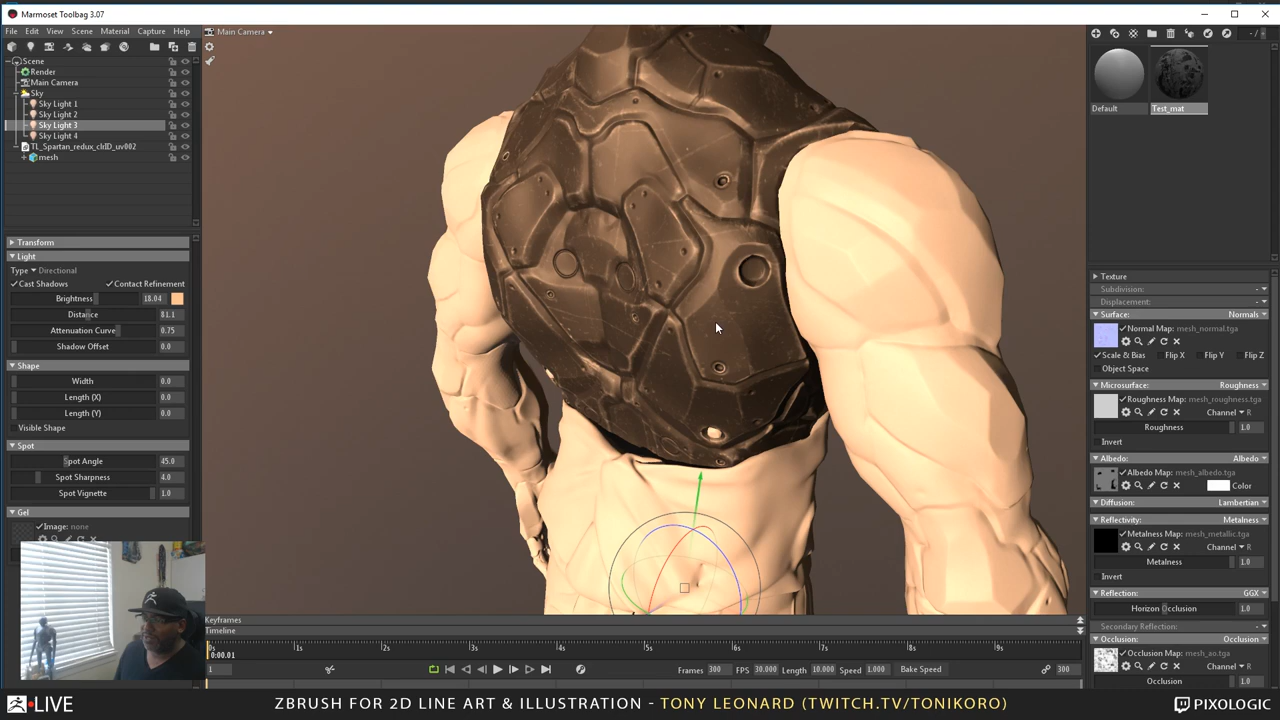 Marmoset Toolbag 3.07
File Edit View Scene Material Capture Help
Main Camera
- /
Scene
Render
Main Camera
Sky
Sky Light 1
Sky Light 2
Sky Light 3
Sky Light 4
TL_Spartan_redux_clrID_uv002
mesh
Default
Test_mat
Transform
Light
Type Directional
Cast Shadows Contact Refinement
Brightness 18.04
Distance 81.1
Attenuation Curve 0.75
Shadow Offset 0.0
Shape
Width 0.0
Length (X) 0.0
Length (Y) 0.0
Visible Shape
Spot
Spot Angle 45.0
Spot Sharpness 4.0
Spot Vignette 1.0
Gel
Image: none
Texture
Subdivision: -
Displacement: -
Surface: Normals
Normal Map: mesh_normal.tga
Scale & Bias Flip X Flip Y Flip Z
Object Space
Microsurface: Roughness
Roughness Map: mesh_roughness.tga
Channel R
Roughness 1.0
Invert
Albedo: Albedo
Albedo Map: mesh_albedo.tga
Color
Diffusion: Lambertian
Reflectivity: Metalness
Metalness Map: mesh_metallic.tga
Channel R
Metalness 1.0
Invert
Reflection: GGX
Horizon Occlusion 1.0
Secondary Reflection: -
Occlusion: Occlusion
Occlusion Map: mesh_ao.tga
Channel R
Occlusion 1.0
Keyframes
Timeline
0s 1s 2s 3s 4s 5s 6s 7s 8s 9s
0:00.01
1 Frames 300 FPS 30.000 Length 10.000 Speed 1.000 Bake Speed 300
LIVE ZBRUSH FOR 2D LINE ART & ILLUSTRATION - TONY LEONARD (TWITCH.TV/TONIKORO) PIXOLOGIC